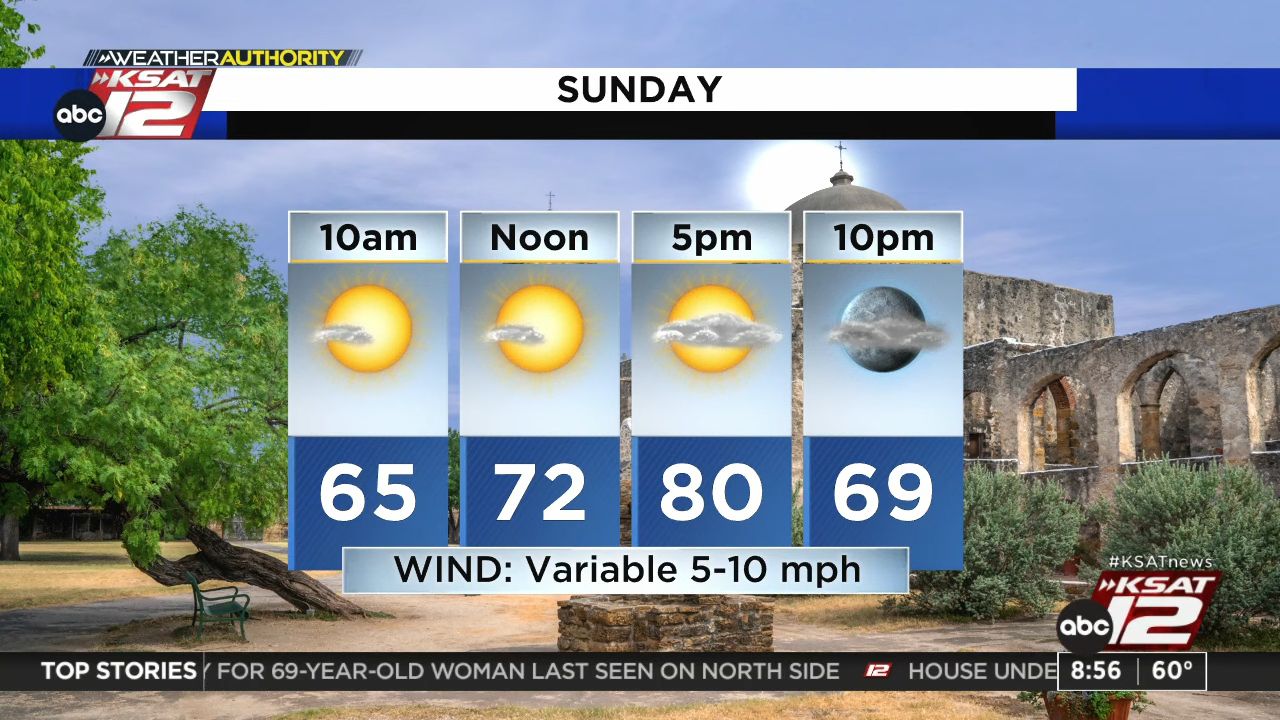 WEATHERAUTHORITY
KSAT
abc 12
SUNDAY
10am Noon 5pm 10pm
65 72 80 69
WIND: Variable 5-10 mph
#KSATnews
KSAT
abc 12
TOP STORIES FOR 69-YEAR-OLD WOMAN LAST SEEN ON NORTH SIDE 12 HOUSE UNDE 8:56 60°